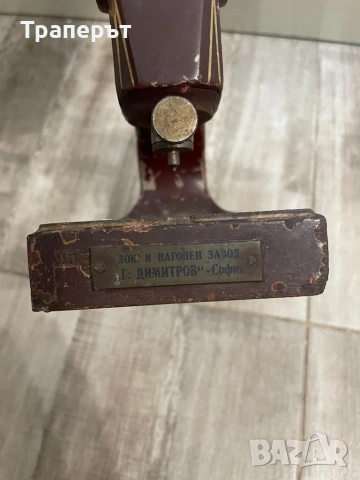 Траперът
ЛОК. И ВАГОНЕН ЗАВОД
"Г. ДИМИТРОВ" - София
BAZAR